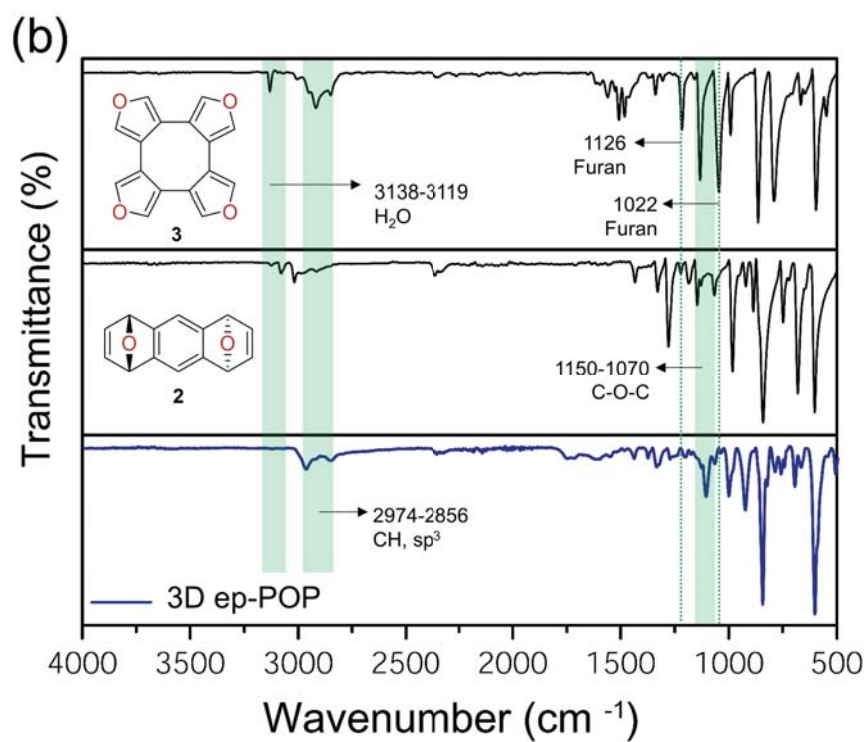 (b)
Transmittance (%)
O O
O O
3
3138-3119
H₂O
1126
Furan
1022
Furan
O O
2
1150-1070
C-O-C
2974-2856
CH, sp³
3D ep-POP
4000 3500 3000 2500 2000 1500 1000 500
Wavenumber (cm ⁻¹)